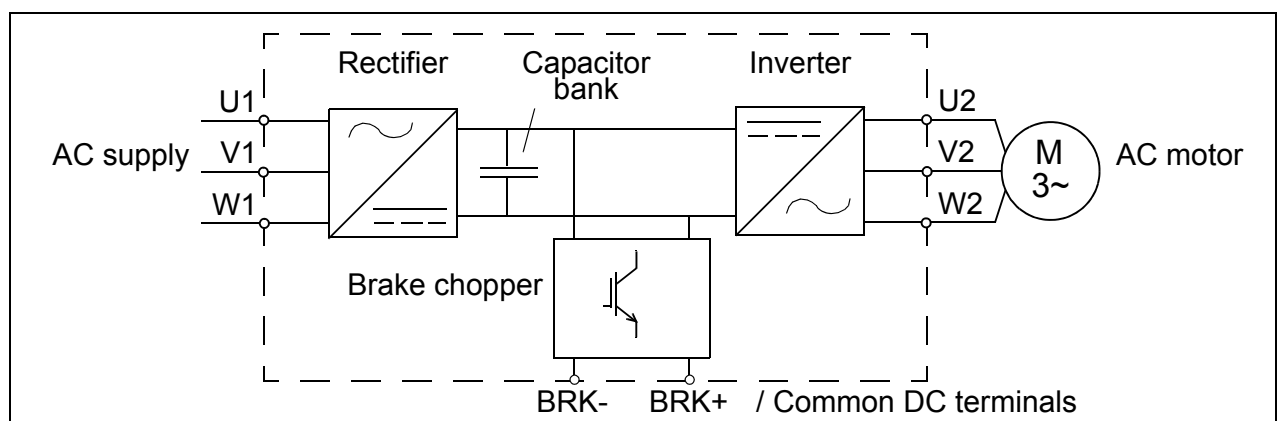 Rectifier
Capacitor
bank
Inverter
U1
U2
AC supply
V1
V2
M
3~
AC motor
W1
W2
Brake chopper
BRK-
BRK+
/ Common DC terminals